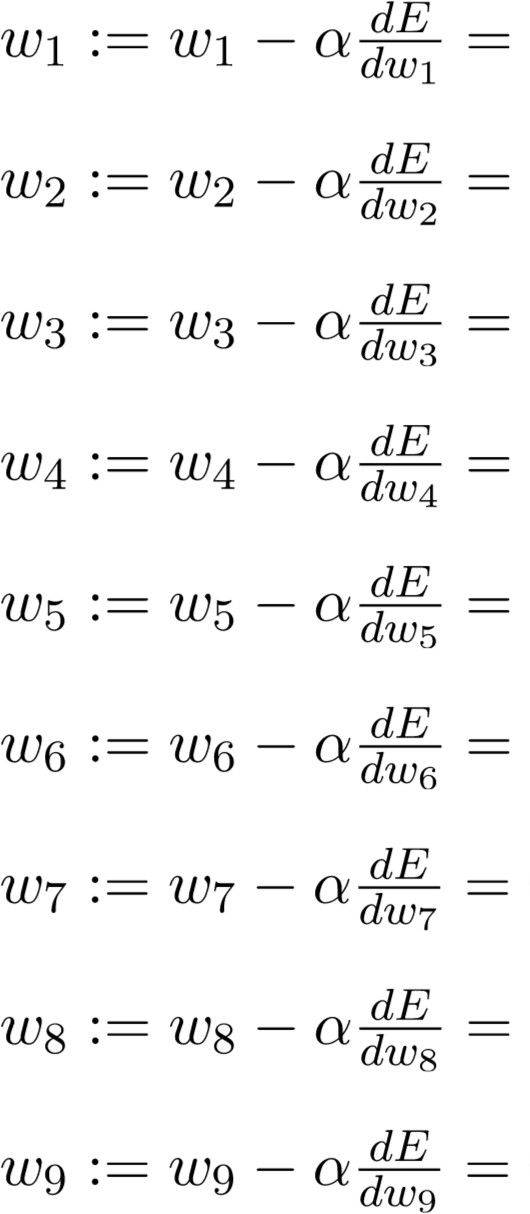 w₁ := w₁ − α dE/dw₁ =
w₂ := w₂ − α dE/dw₂ =
w₃ := w₃ − α dE/dw₃ =
w₄ := w₄ − α dE/dw₄ =
w₅ := w₅ − α dE/dw₅ =
w₆ := w₆ − α dE/dw₆ =
w₇ := w₇ − α dE/dw₇ =
w₈ := w₈ − α dE/dw₈ =
w₉ := w₉ − α dE/dw₉ =